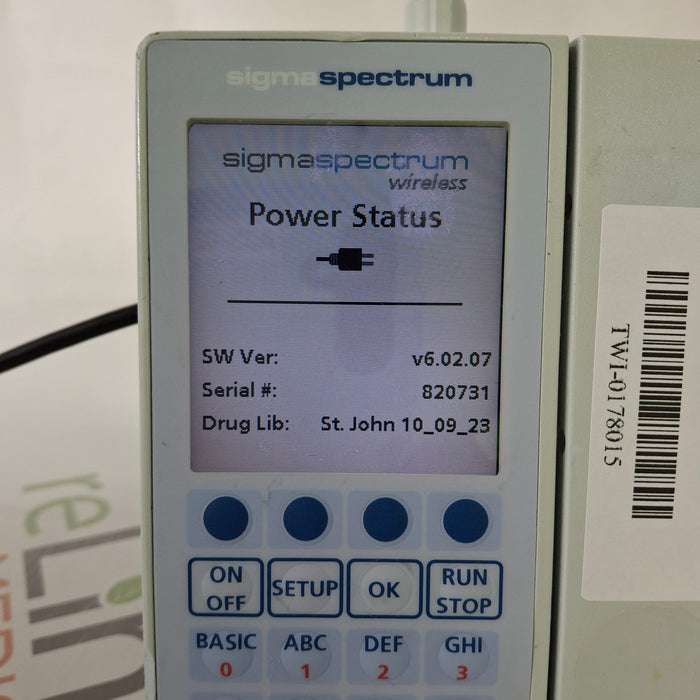 sigmaspectrum
sigmaspectrum
wireless
Power Status
SW Ver: v6.02.07
Serial #: 820731
Drug Lib: St. John 10_09_23
ON
OFF
SETUP
OK
RUN
STOP
BASIC
0
ABC
1
DEF
2
GHI
3
TWI-0178015